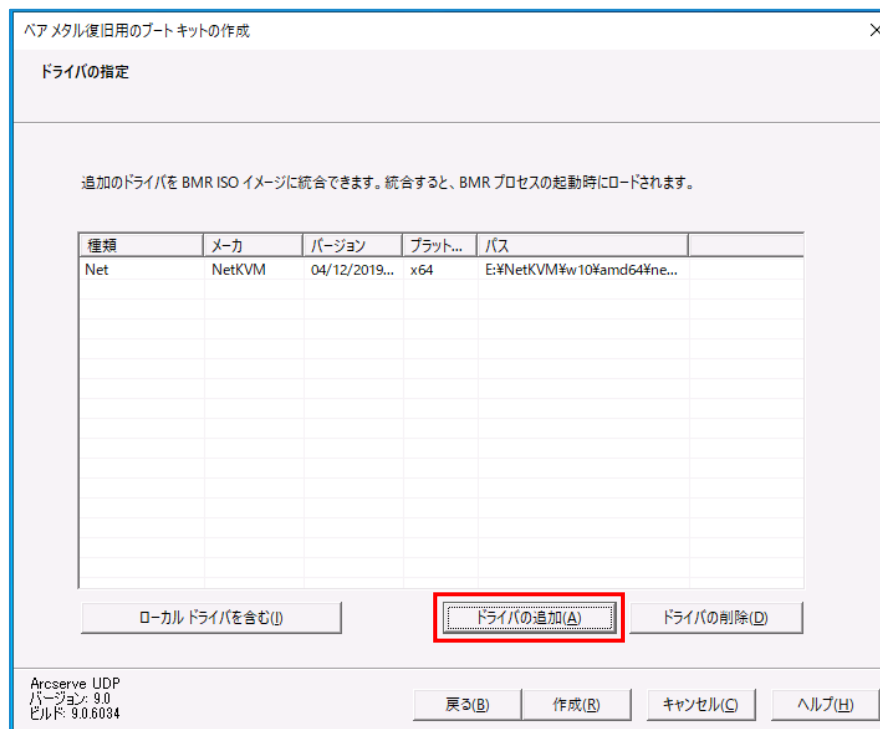 ベア メタル復旧用のブート キットの作成
ドライバの指定
追加のドライバを BMR ISO イメージに統合できます。統合すると、BMR プロセスの起動時にロードされます。
種類 メーカ バージョン プラット... パス
Net NetKVM 04/12/2019... x64 E:¥NetKVM¥w10¥amd64¥ne...
ローカル ドライバを含む(I) ドライバの追加(A) ドライバの削除(D)
Arcserve UDP
バージョン: 9.0
ビルド: 9.0.6034
戻る(B) 作成(R) キャンセル(C) ヘルプ(H)